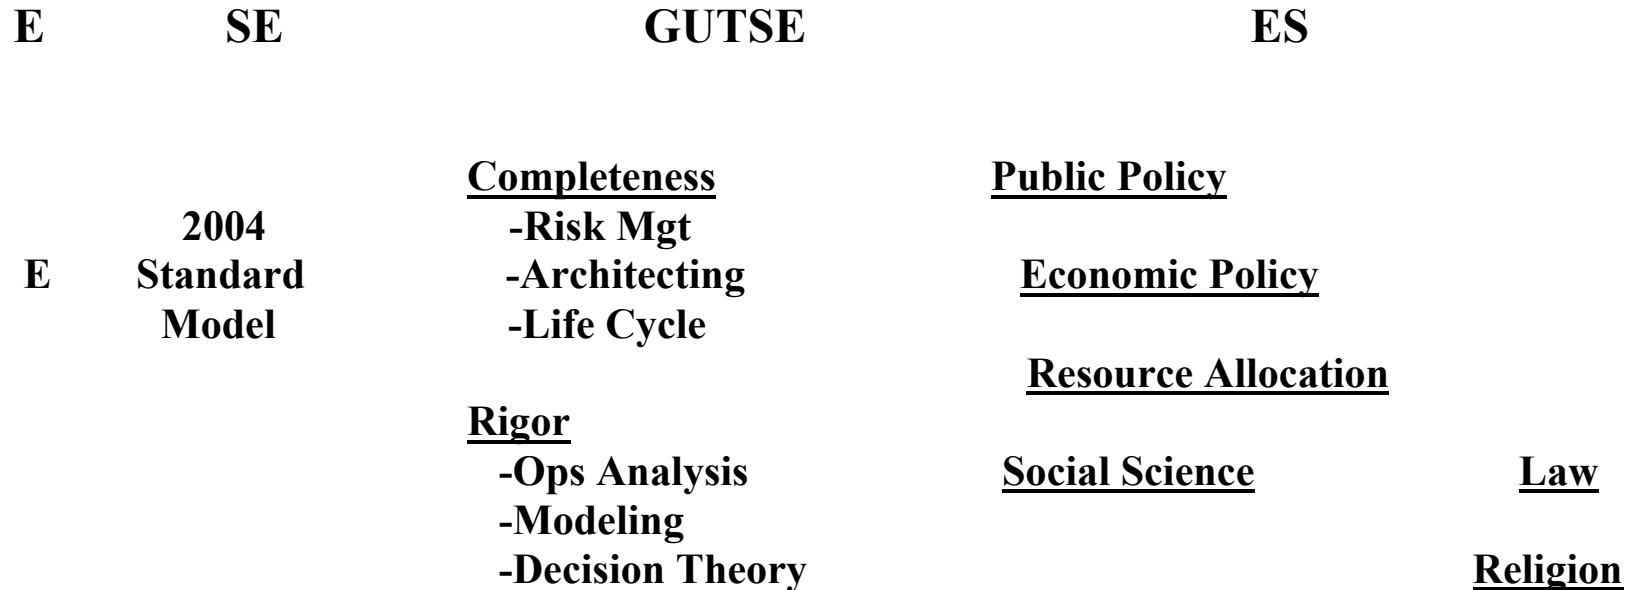 E SE GUTSE ES
Completeness Public Policy
2004 -Risk Mgt
E Standard -Architecting Economic Policy
Model -Life Cycle
Resource Allocation
Rigor
-Ops Analysis Social Science Law
-Modeling
-Decision Theory Religion